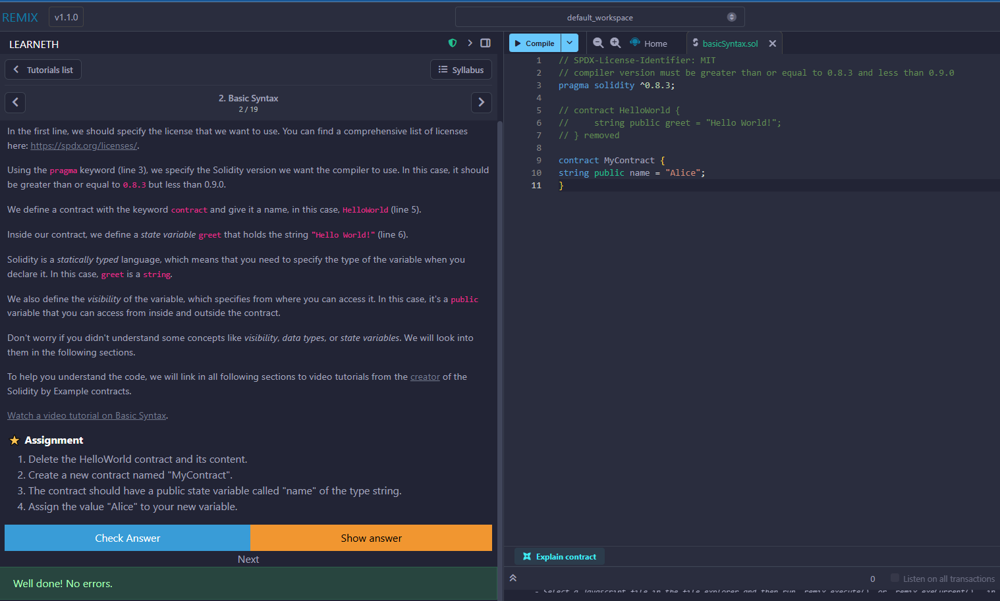 REMIX v1.1.0 default_workspace
LEARNETH
Tutorials list Syllabus
2. Basic Syntax
2 / 19
In the first line, we should specify the license that we want to use. You can find a comprehensive list of licenses
here: https://spdx.org/licenses/.
Using the pragma keyword (line 3), we specify the Solidity version we want the compiler to use. In this case, it should
be greater than or equal to 0.8.3 but less than 0.9.0.
We define a contract with the keyword contract and give it a name, in this case, HelloWorld (line 5).
Inside our contract, we define a state variable greet that holds the string "Hello World!" (line 6).
Solidity is a statically typed language, which means that you need to specify the type of the variable when you
declare it. In this case, greet is a string.
We also define the visibility of the variable, which specifies from where you can access it. In this case, it's a public
variable that you can access from inside and outside the contract.
Don't worry if you didn't understand some concepts like visibility, data types, or state variables. We will look into
them in the following sections.
To help you understand the code, we will link in all following sections to video tutorials from the creator of the
Solidity by Example contracts.
Watch a video tutorial on Basic Syntax.
Assignment
1. Delete the HelloWorld contract and its content.
2. Create a new contract named "MyContract".
3. The contract should have a public state variable called "name" of the type string.
4. Assign the value "Alice" to your new variable.
Check Answer Show answer
Next
Well done! No errors.
Compile Home basicSyntax.sol
1 // SPDX-License-Identifier: MIT
2 // compiler version must be greater than or equal to 0.8.3 and less than 0.9.0
3 pragma solidity ^0.8.3;
4
5 // contract HelloWorld {
6 //     string public greet = "Hello World!";
7 // } removed
8
9 contract MyContract {
10 string public name = "Alice";
11 }
Explain contract
0 Listen on all transactions
- Select a Javascript file in the file explorer and then run `remix.execute()` or `remix.exeCurrent()` in